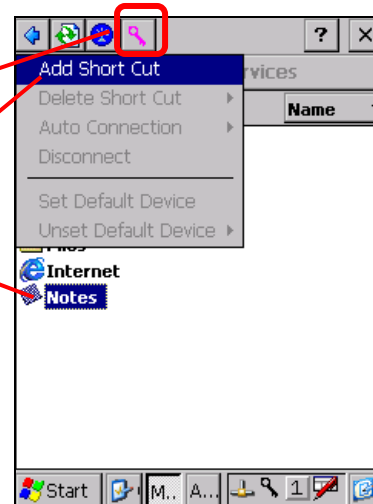 ?
Add Short Cut
rvices
Delete Short Cut
Name
Auto Connection
Disconnect
Set Default Device
Unset Default Device
Internet
Notes
Start
M..
A...
1